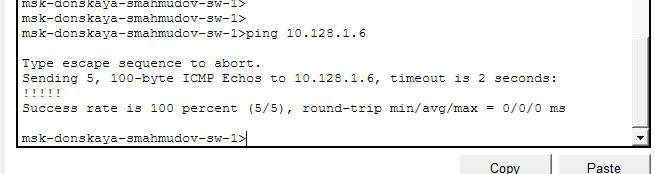 msk-donskaya-smahmudov-sw-1>
msk-donskaya-smahmudov-sw-1>
msk-donskaya-smahmudov-sw-1>ping 10.128.1.6
Type escape sequence to abort.
Sending 5, 100-byte ICMP Echos to 10.128.1.6, timeout is 2 seconds:
!!!!!
Success rate is 100 percent (5/5), round-trip min/avg/max = 0/0/0 ms
msk-donskaya-smahmudov-sw-1>
Copy Paste